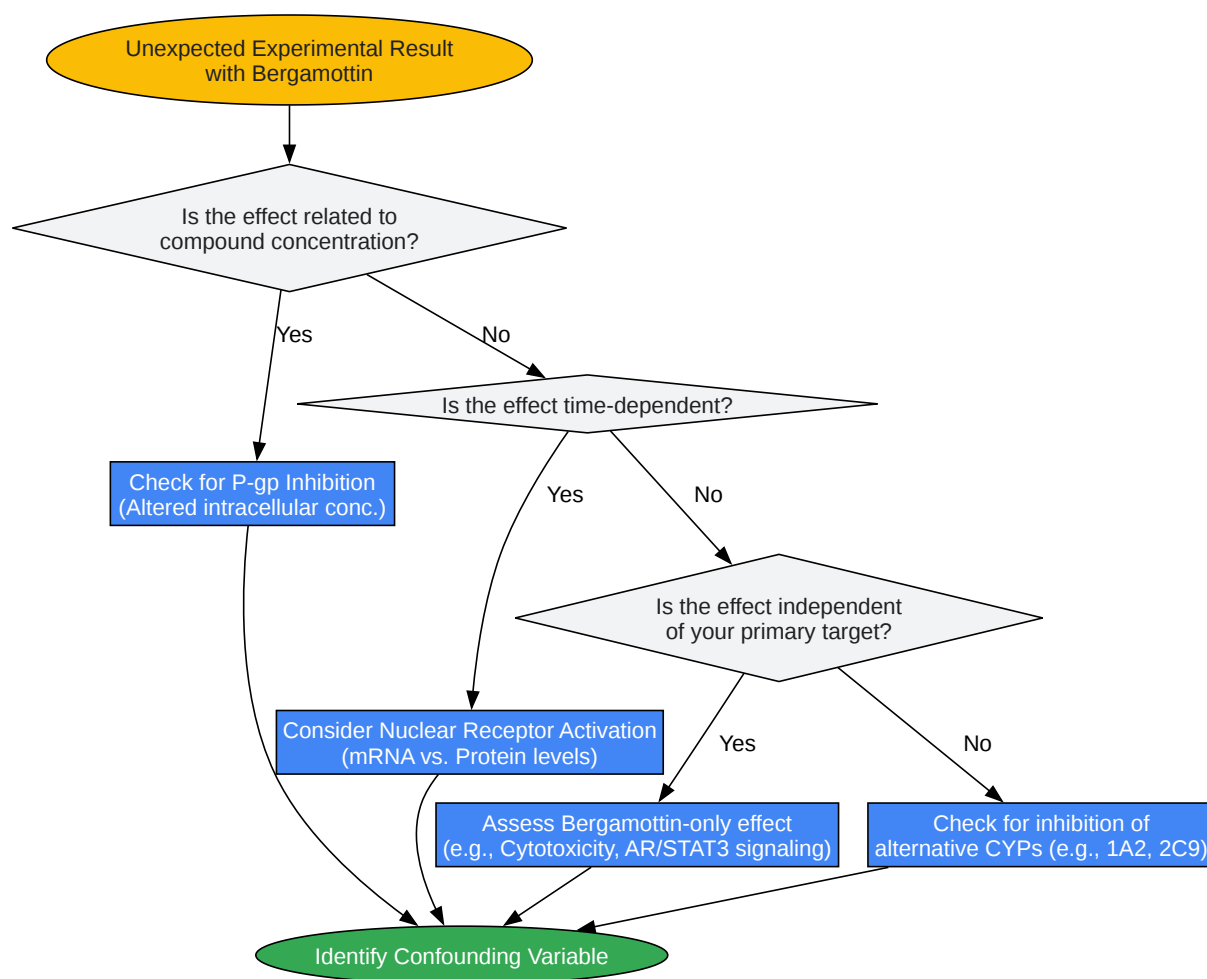 Unexpected Experimental Result
with Bergamottin
Is the effect related to
compound concentration?
Yes
No
Is the effect time-dependent?
Check for P-gp Inhibition
(Altered intracellular conc.)
Yes
No
Is the effect independent
of your primary target?
Consider Nuclear Receptor Activation
(mRNA vs. Protein levels)
Yes
No
Assess Bergamottin-only effect
(e.g., Cytotoxicity, AR/STAT3 signaling)
Check for inhibition of
alternative CYPs (e.g., 1A2, 2C9)
Identify Confounding Variable